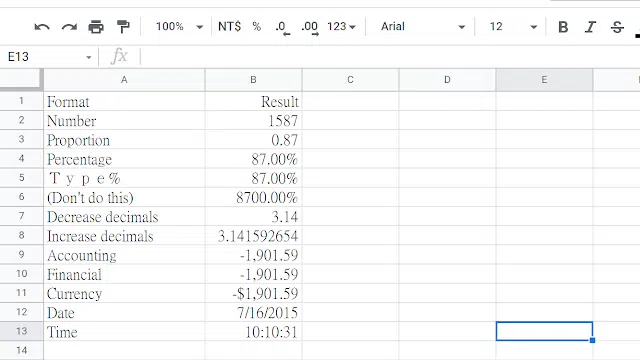 100% NT$ % .0 .00 123 Arial 12 B I S
E13 fx
A B C D E
1 Format Result
2 Number 1587
3 Proportion 0.87
4 Percentage 87.00%
5 Ｔｙｐｅ% 87.00%
6 (Don't do this) 8700.00%
7 Decrease decimals 3.14
8 Increase decimals 3.141592654
9 Accounting -1,901.59
10 Financial -1,901.59
11 Currency -$1,901.59
12 Date 7/16/2015
13 Time 10:10:31
14